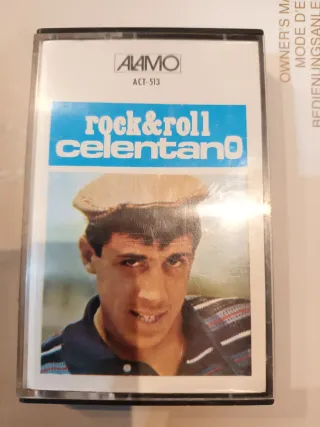 ALAMO
ACT-513
rock&roll
celentano
OWNER'S MA
MODE D'E
BEDIENUNGSANLE